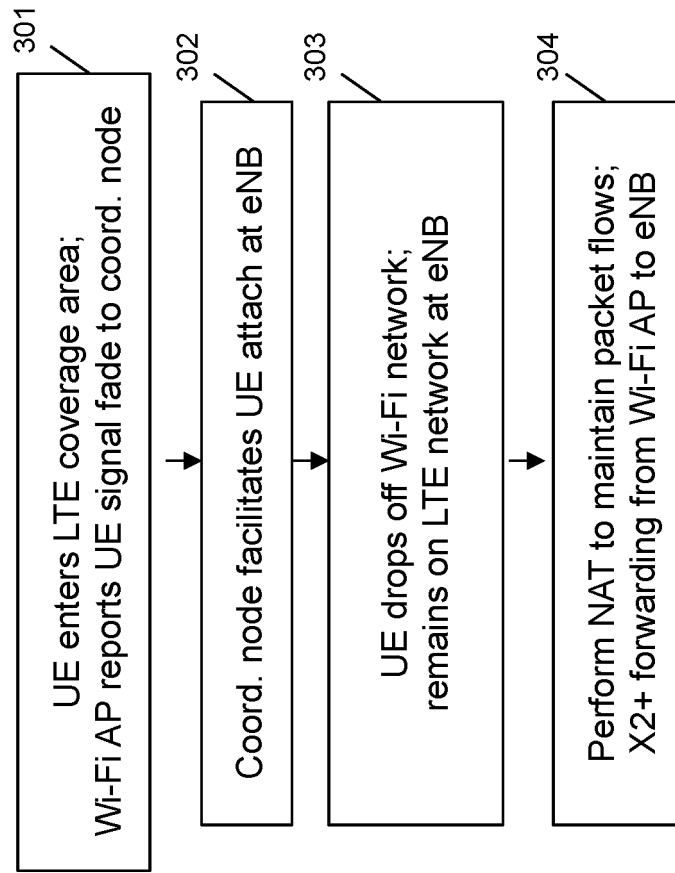 301
UE enters LTE coverage area;
Wi-Fi AP reports UE signal fade to coord. node
302
Coord. node facilitates UE attach at eNB
303
UE drops off Wi-Fi network;
remains on LTE network at eNB
304
Perform NAT to maintain packet flows;
X2+ forwarding from Wi-Fi AP to eNB